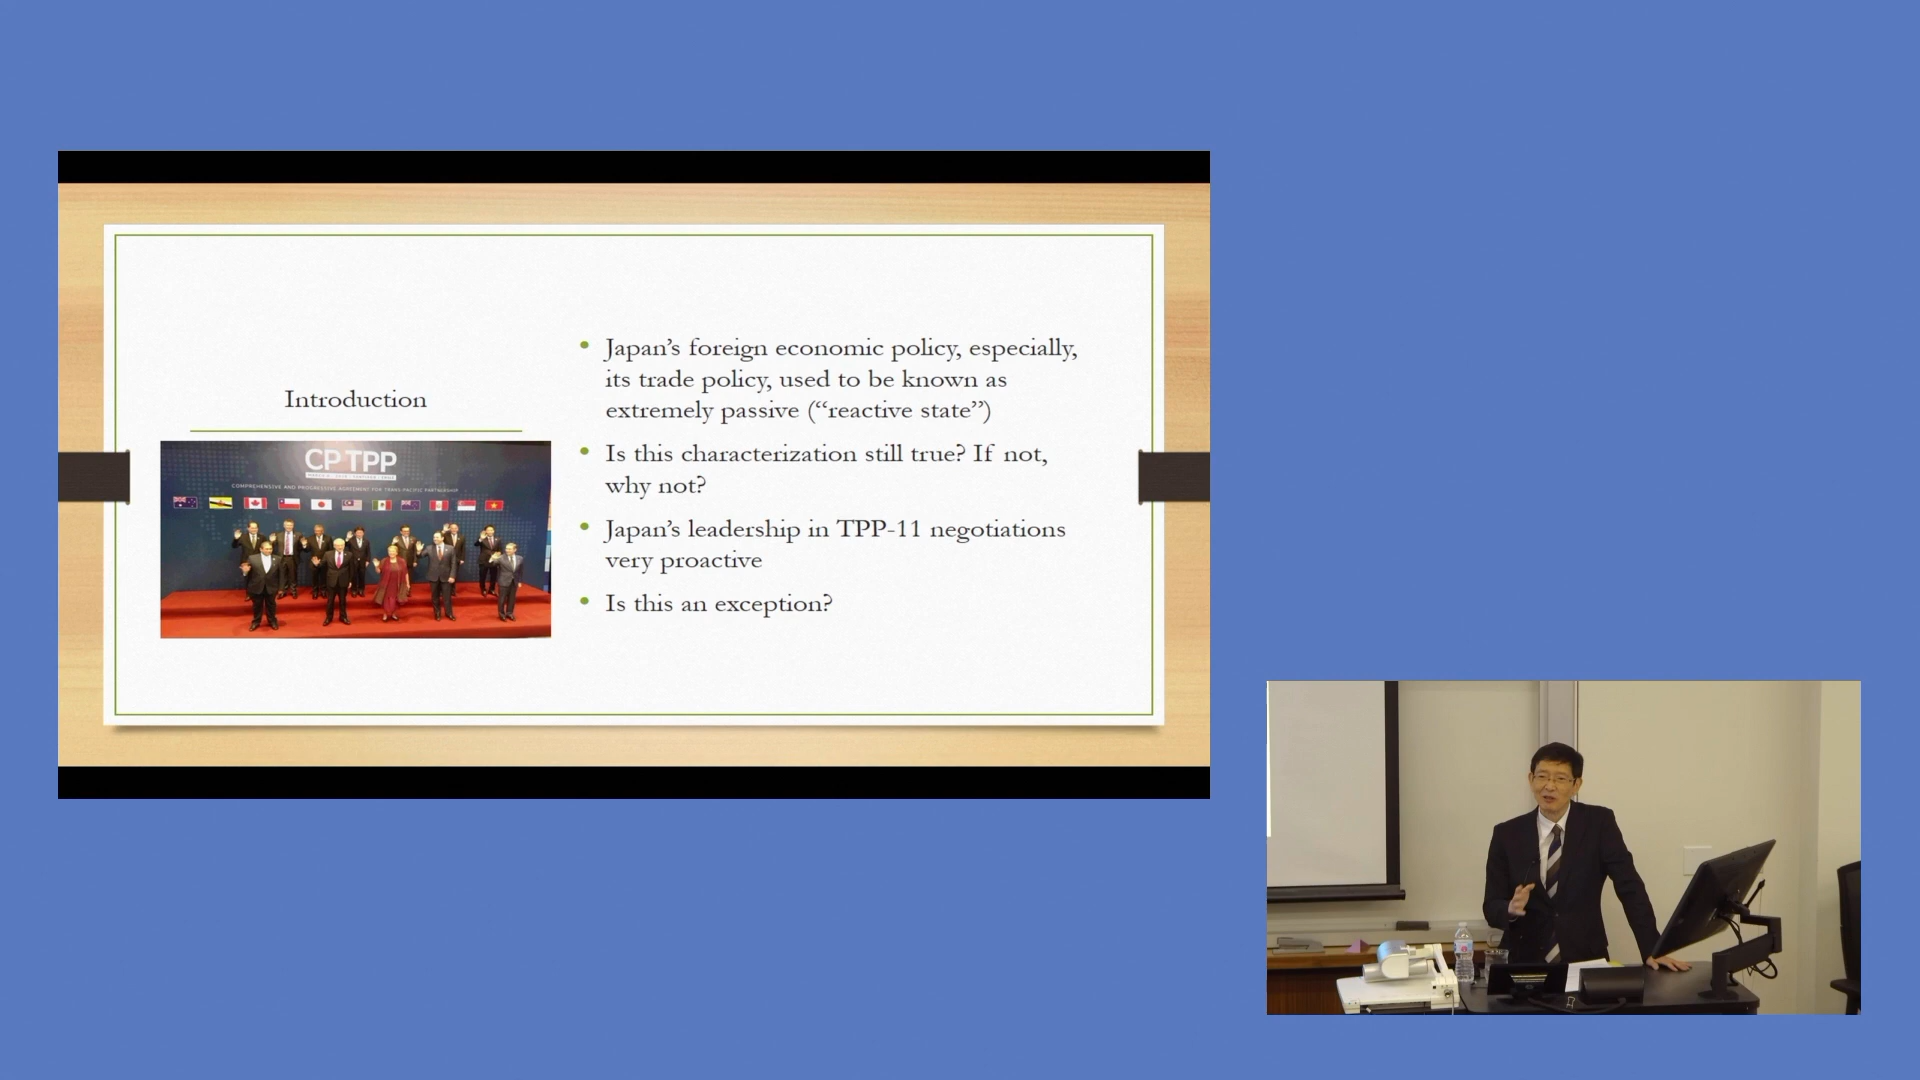 Introduction
CPTPP
COMPREHENSIVE AND PROGRESSIVE AGREEMENT FOR TRANS-PACIFIC PARTNERSHIP
• Japan’s foreign economic policy, especially,
its trade policy, used to be known as
extremely passive (“reactive state”)
• Is this characterization still true? If not,
why not?
• Japan’s leadership in TPP-11 negotiations
very proactive
• Is this an exception?